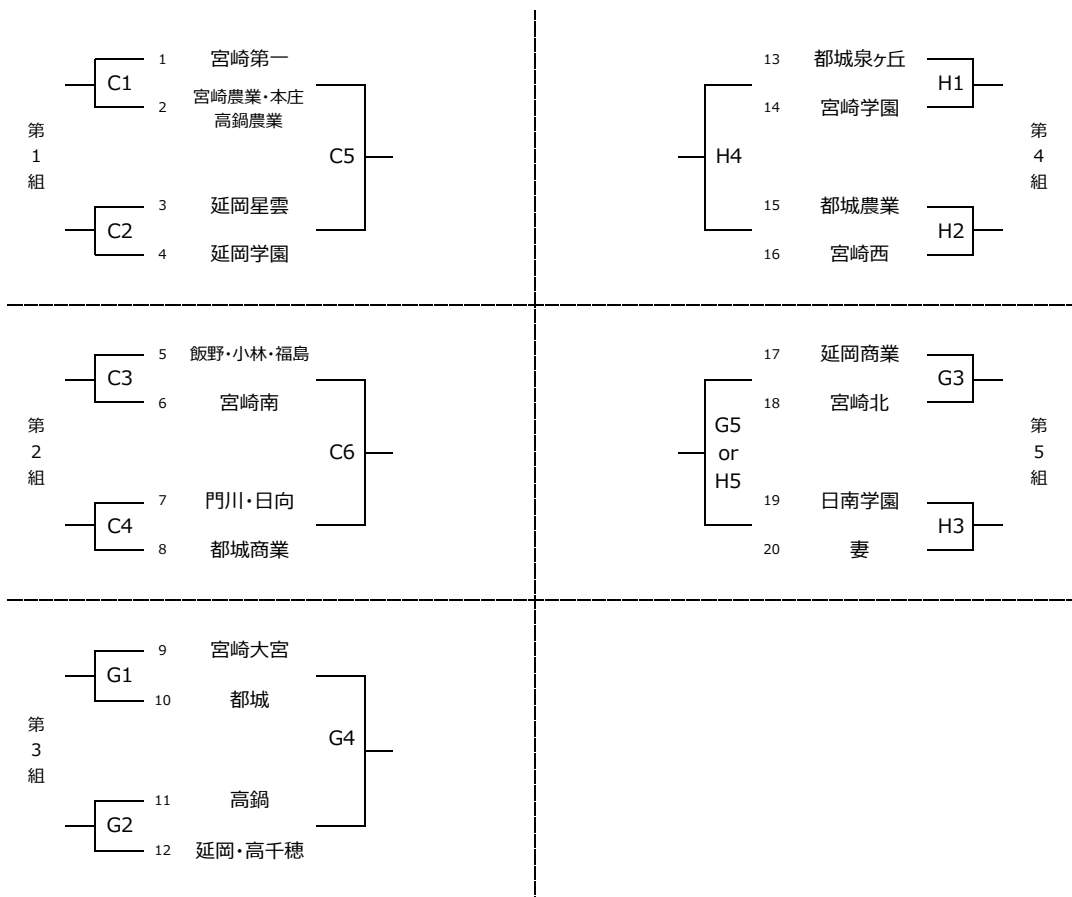 第1組
C1
1 宮崎第一
2 宮崎農業・本庄
高鍋農業
C5
C2
3 延岡星雲
4 延岡学園
第2組
C3
5 飯野・小林・福島
6 宮崎南
C6
C4
7 門川・日向
8 都城商業
第3組
G1
9 宮崎大宮
10 都城
G4
G2
11 高鍋
12 延岡・高千穂
第4組
13 都城泉ヶ丘
14 宮崎学園
H1
H4
15 都城農業
16 宮崎西
H2
第5組
17 延岡商業
18 宮崎北
G3
G5
or
H5
19 日南学園
20 妻
H3